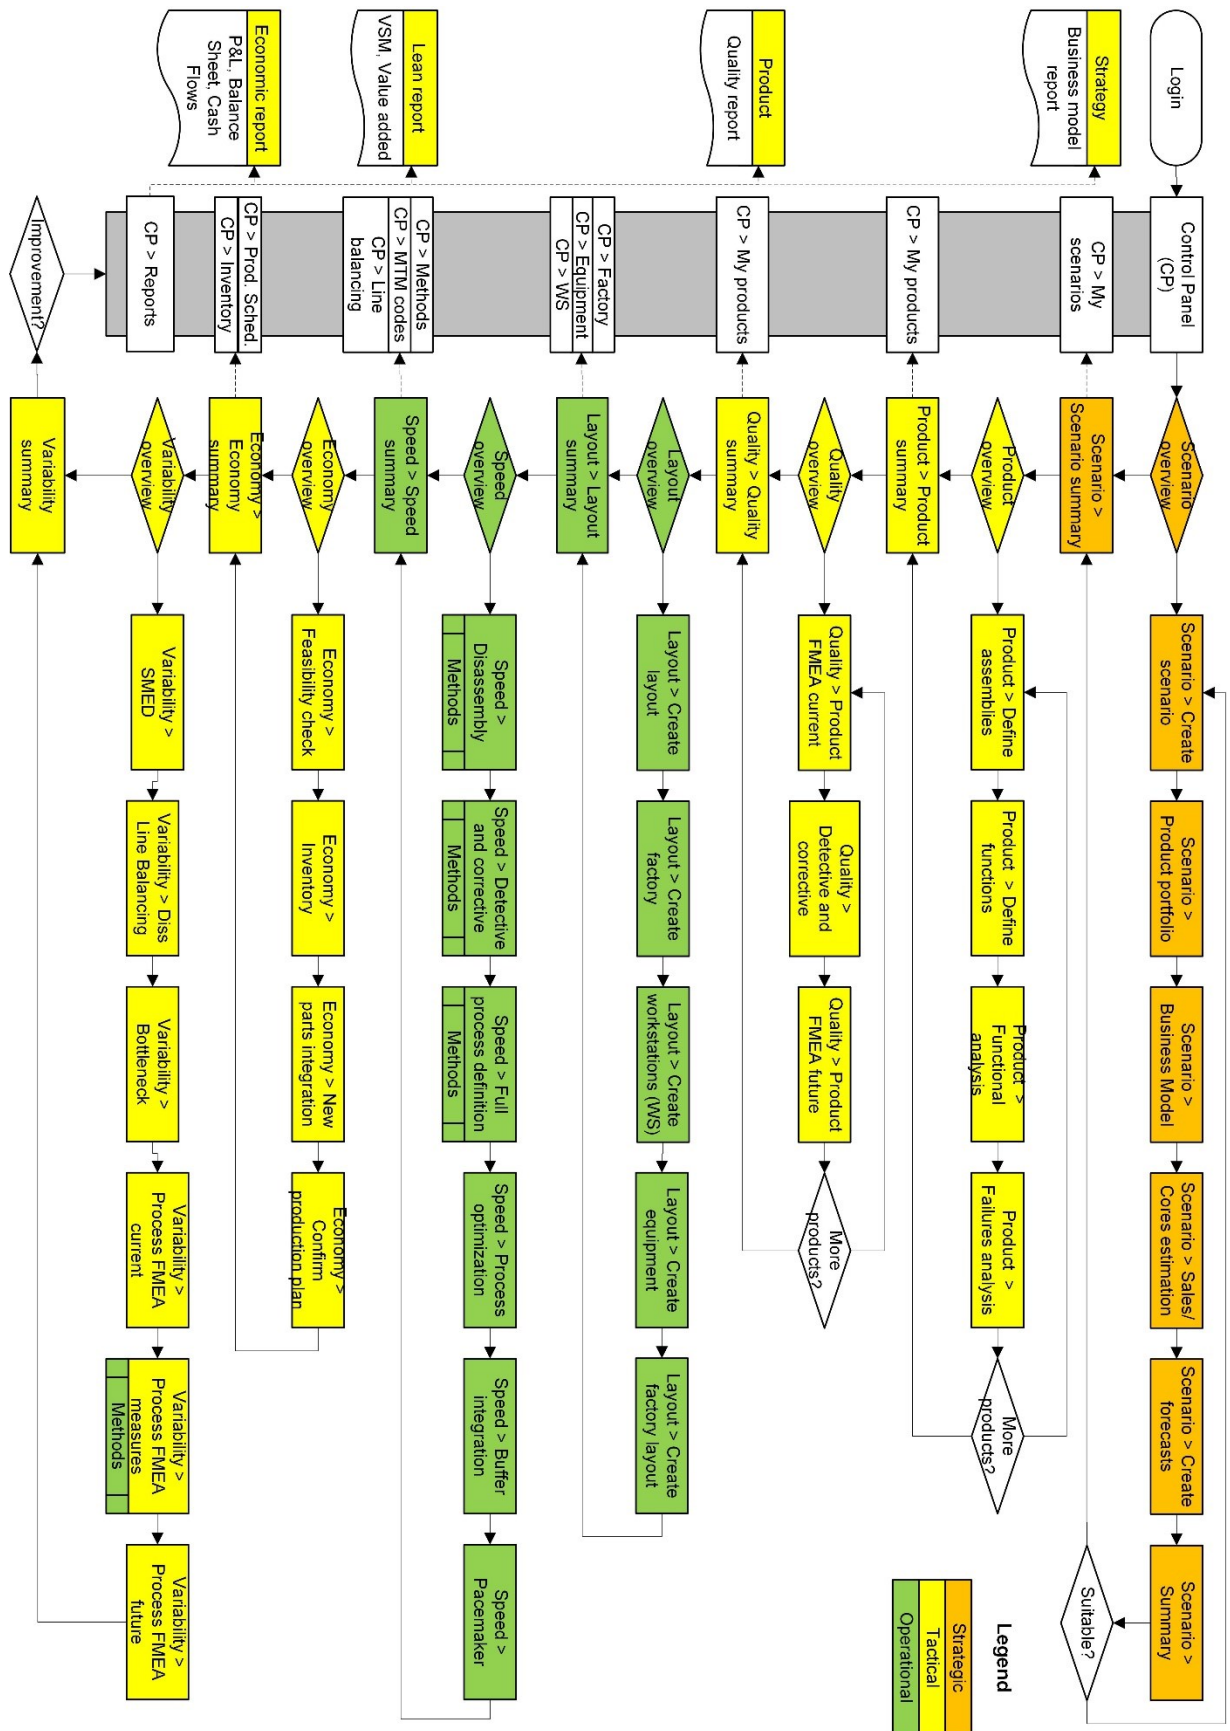 Login
Control Panel
(CP)
Scenario
overview
Scenario > Create
scenario
Scenario >
Product portfolio
Scenario >
Business Model
Scenario > Sales/
Cores estimation
Scenario > Create
forecasts
Scenario >
Summary
Suitable?
Strategy
Business model
report
CP > My
scenarios
Scenario >
Scenario summary
Product
overview
Product > Define
assemblies
Product > Define
functions
Product >
Functional
analysis
Product >
Failures analysis
More
products?
Legend
Strategic
Tactical
Operational
CP > My products
Product > Product
summary
Quality
overview
Quality > Product
FMEA current
Quality >
Detective and
corrective
Quality > Product
FMEA future
More
products?
Product
Quality report
CP > My products
Quality > Quality
summary
Layout
overview
Layout > Create
layout
Layout > Create
factory
Layout > Create
workstations (WS)
Layout > Create
equipment
Layout > Create
factory layout
CP > Factory
CP > Equipment
CP > WS
Layout > Layout
summary
Speed
overview
Speed >
Disassembly
Methods
Speed > Detective
and corrective
Methods
Speed > Full
process definition
Methods
Speed > Process
optimization
Speed > Buffer
integration
Speed >
Pacemaker
Lean report
VSM, Value added
CP > Methods
CP > MTM codes
CP > Line
balancing
Speed > Speed
summary
Economy
overview
Economy >
Feasibility check
Economy >
Inventory
Economy > New
parts integration
Economy >
Confirm
production plan
Economic report
P&L, Balance
Sheet, Cash
Flows
CP > Prod. Sched.
CP > Inventory
Economy >
Economy
summary
Variability
overview
Variability >
SMED
Variability > Diss
Line Balancing
Variability >
Bottleneck
Variability >
Process FMEA
current
Variability >
Process FMEA
measures
Methods
Variability >
Process FMEA
future
CP > Reports
Improvement?
Variability
summary